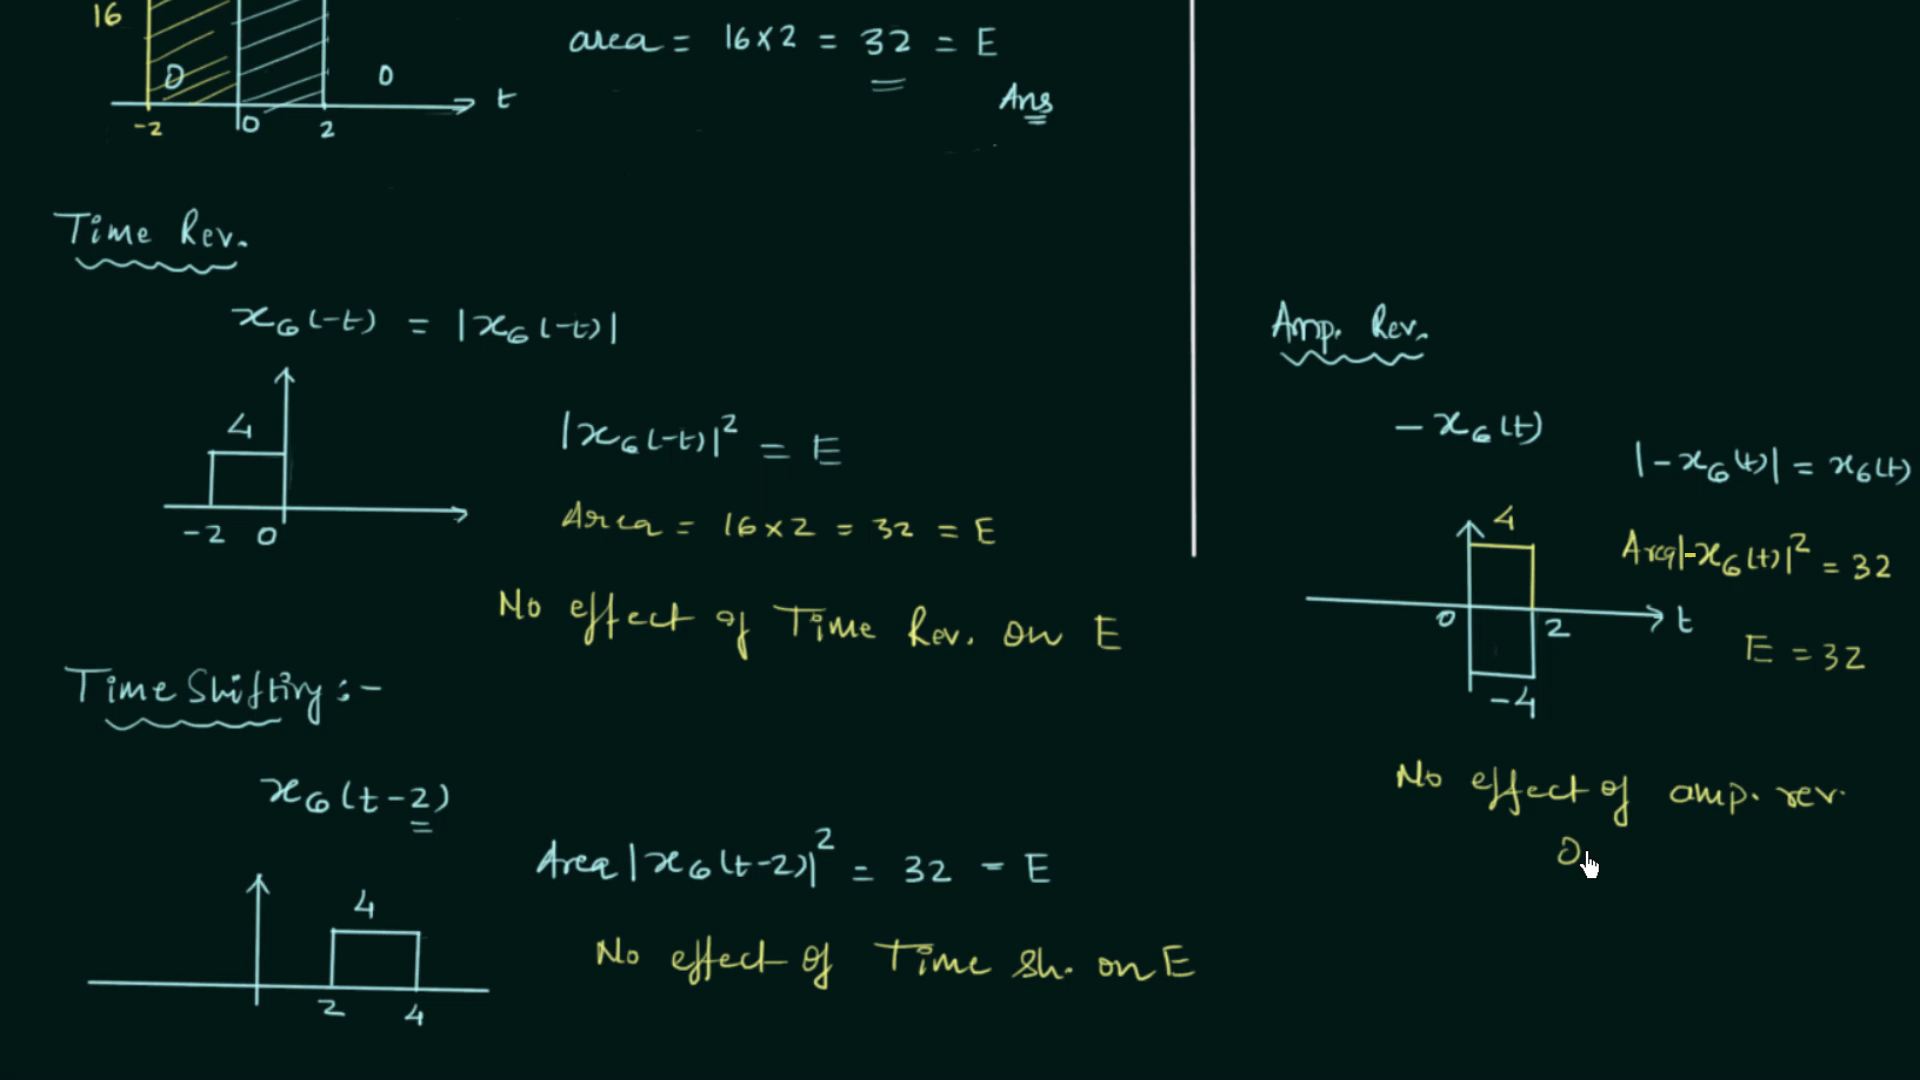 16
area = 16×2 = 32 = E
0
0
t
Ans
-2
0
2
Time Rev.
x₆(-t) = |x₆(-t)|
4
-2
0
|x₆(-t)|² = E
Area = 16×2 = 32 = E
No effect of Time Rev. on E
Time Shifting:-
x₆(t-2)
4
2
4
Area|x₆(t-2)|² = 32 - E
No effect of Time Sh. on E
Amp. Rev.
-x₆(t)
|-x₆(t)| = x₆(t)
4
Area|-x₆(t)|² = 32
0
2
t
E = 32
-4
No effect of amp. rev.
O